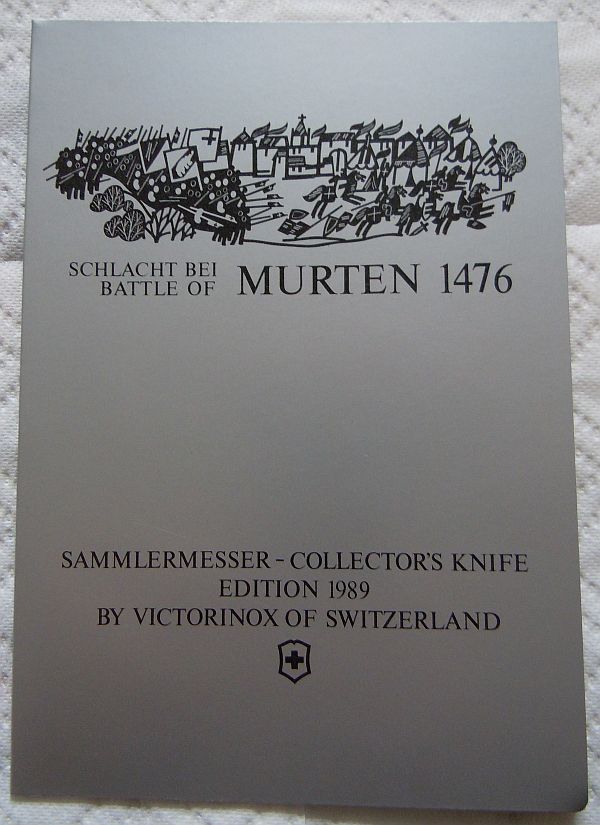 SCHLACHT BEI
BATTLE OF MURTEN 1476
SAMMLERMESSER - COLLECTOR'S KNIFE
EDITION 1989
BY VICTORINOX OF SWITZERLAND